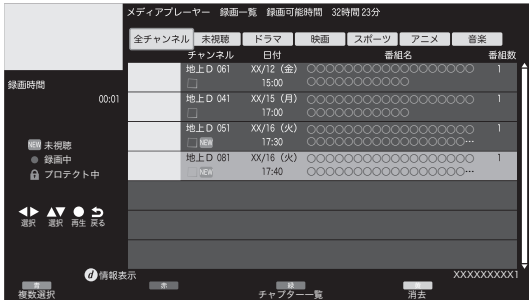 メディアプレーヤー 録画一覧 録画可能時間 32時間23分
全チャンネル 未視聴 ドラマ 映画 スポーツ アニメ 音楽
チャンネル 日付 番組名 番組数
地上D 061 XX/12（金） ○○○○○○○○○○○○○○○○○○ 1
15:00 ○○○○○○○○○○○
地上D 041 XX/15（月） ○○○○○○○○○○○○○○○○○○ 1
17:00 ○○○○○○○○○○○
地上D 051 XX/16（火） ○○○○○○○○○○○○○○○○○○ 1
NEW 17:30 ○○○○○○○○○○○○○○○○○…
地上D 081 XX/16（火） ○○○○○○○○○○○○○○○○○○ 1
NEW 17:40 ○○○○○○○○○○○○○○○○○…
録画時間
00:01
NEW 未視聴
録画中
プロテクト中
選択 選択 再生 戻る
d 情報表示
XXXXXXXXX1
青 赤 緑
複数選択 チャプター一覧 消去